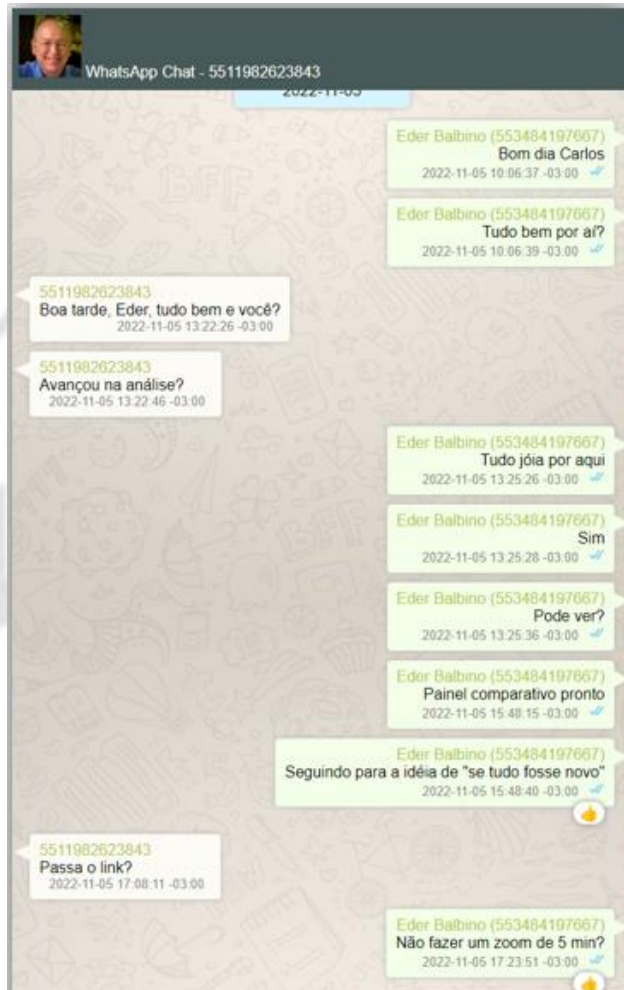 WhatsApp Chat - 5511982623843
2022-11-05
Eder Balbino (553484197667)
Bom dia Carlos
2022-11-05 10:06:37 -03:00
Eder Balbino (553484197667)
Tudo bem por aí?
2022-11-05 10:06:39 -03:00
5511982623843
Boa tarde, Eder, tudo bem e você?
2022-11-05 13:22:26 -03:00
5511982623843
Avançou na análise?
2022-11-05 13:22:46 -03:00
Eder Balbino (553484197667)
Tudo jóia por aqui
2022-11-05 13:25:26 -03:00
Eder Balbino (553484197667)
Sim
2022-11-05 13:25:28 -03:00
Eder Balbino (553484197667)
Pode ver?
2022-11-05 13:25:36 -03:00
Eder Balbino (553484197667)
Painel comparativo pronto
2022-11-05 15:48:15 -03:00
Eder Balbino (553484197667)
Seguindo para a idéia de "se tudo fosse novo"
2022-11-05 15:48:40 -03:00
5511982623843
Passa o link?
2022-11-05 17:08:11 -03:00
Eder Balbino (553484197667)
Não fazer um zoom de 5 min?
2022-11-05 17:23:51 -03:00